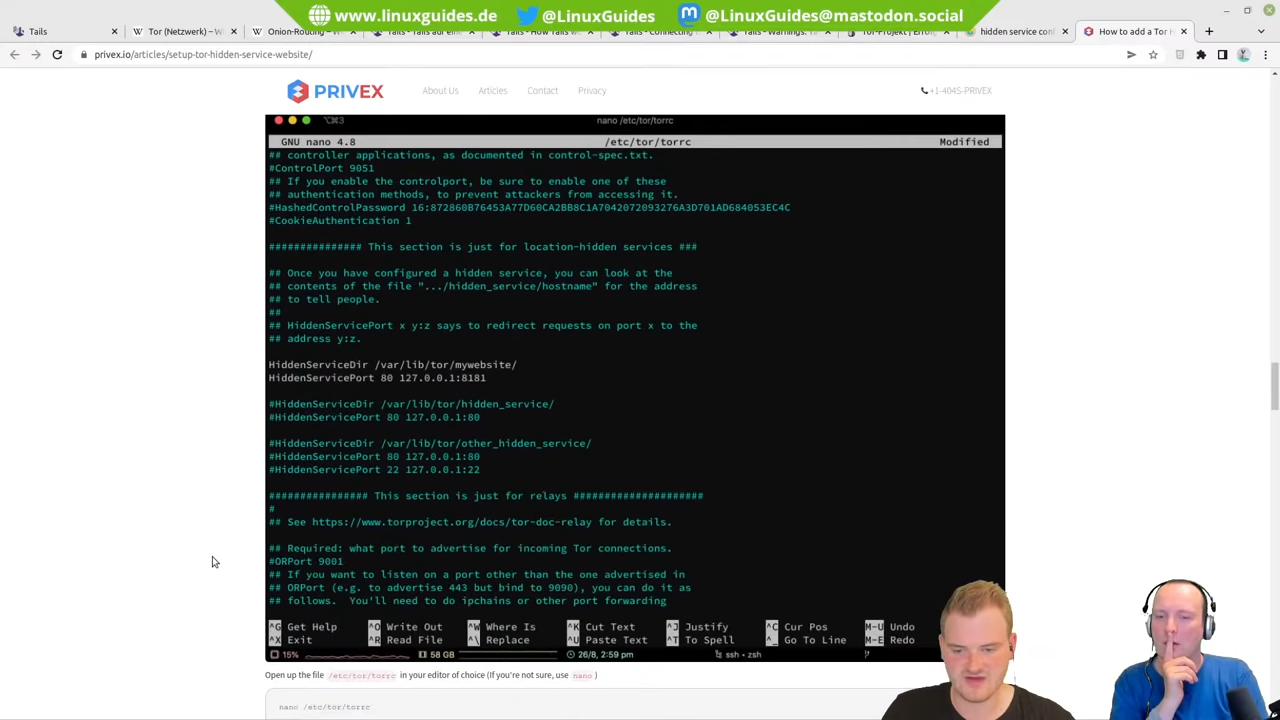 www.linuxguides.de @LinuxGuides @LinuxGuides@mastodon.social
Tails
Tor (Netzwerk) – W
Onion-Routing – W
hidden service con
How to add a Tor H
privex.io/articles/setup-tor-hidden-service-website/
PRIVEX About Us Articles Contact Privacy +1-404S-PRIVEX
nano /etc/tor/torrc
GNU nano 4.8 /etc/tor/torrc Modified
## controller applications, as documented in control-spec.txt.
#ControlPort 9051
## If you enable the controlport, be sure to enable one of these
## authentication methods, to prevent attackers from accessing it.
#HashedControlPassword 16:872860B76453A77D60CA2BB8C1A7042072093276A3D701AD684053EC4C
#CookieAuthentication 1
############### This section is just for location-hidden services ###
## Once you have configured a hidden service, you can look at the
## contents of the file ".../hidden_service/hostname" for the address
## to tell people.
##
## HiddenServicePort x y:z says to redirect requests on port x to the
## address y:z.
HiddenServiceDir /var/lib/tor/mywebsite/
HiddenServicePort 80 127.0.0.1:8181
#HiddenServiceDir /var/lib/tor/hidden_service/
#HiddenServicePort 80 127.0.0.1:80
#HiddenServiceDir /var/lib/tor/other_hidden_service/
#HiddenServicePort 80 127.0.0.1:80
#HiddenServicePort 22 127.0.0.1:22
################ This section is just for relays #####################
#
## See https://www.torproject.org/docs/tor-doc-relay for details.
## Required: what port to advertise for incoming Tor connections.
#ORPort 9001
## If you want to listen on a port other than the one advertised in
## ORPort (e.g. to advertise 443 but bind to 9090), you can do it as
## follows.  You'll need to do ipchains or other port forwarding
^G Get Help ^O Write Out ^W Where Is ^K Cut Text ^J Justify ^C Cur Pos M-U Undo
^X Exit ^R Read File ^\ Replace ^U Paste Text ^T To Spell ^_ Go To Line M-E Redo
15% 58 GB 26/8, 2:59 pm ssh • zsh
Open up the file /etc/tor/torrc in your editor of choice (If you're not sure, use nano )
nano /etc/tor/torrc